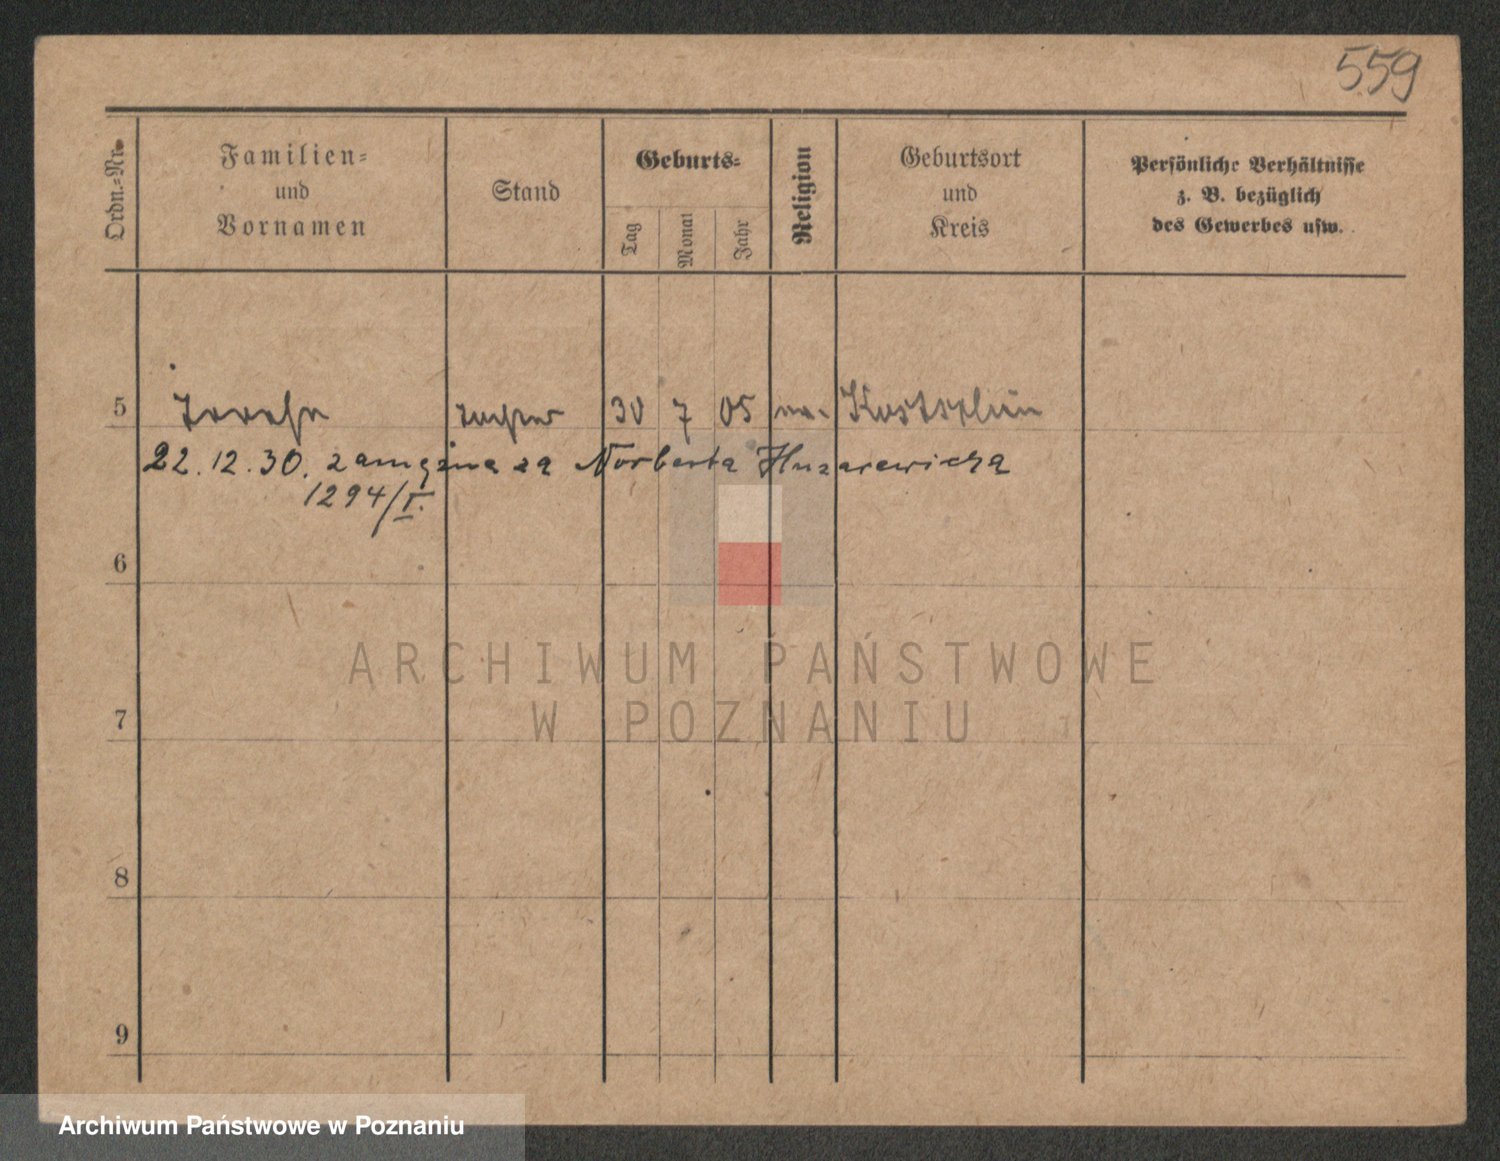 559
Ordn.-Nr.
Familien-
und
Vornamen
Stand
Geburts-
Tag
Monat
Jahr
Religion
Geburtsort
und
Kreis
Persönliche Verhältnisse
z. B. bezüglich
des Gewerbes usw.
5 30 7 05
22.12.30. zamężna za Norberta Huzarewicza
1294/I.
6
7
8
9
ARCHIWUM PAŃSTWOWE
W POZNANIU
Archiwum Państwowe w Poznaniu